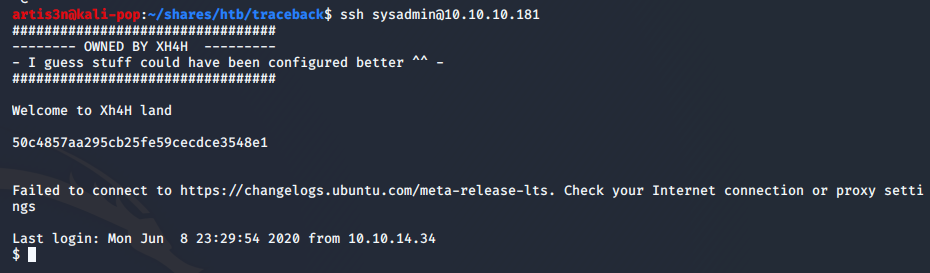 artis3n@kali-pop:~/shares/htb/traceback$ ssh sysadmin@10.10.10.181
#################################
-------- OWNED BY XH4H  ---------
- I guess stuff could have been configured better ^^ -
#################################
Welcome to Xh4H land
50c4857aa295cb25fe59cecdce3548e1
Failed to connect to https://changelogs.ubuntu.com/meta-release-lts. Check your Internet connection or proxy setti
ngs
Last login: Mon Jun  8 23:29:54 2020 from 10.10.14.34
$